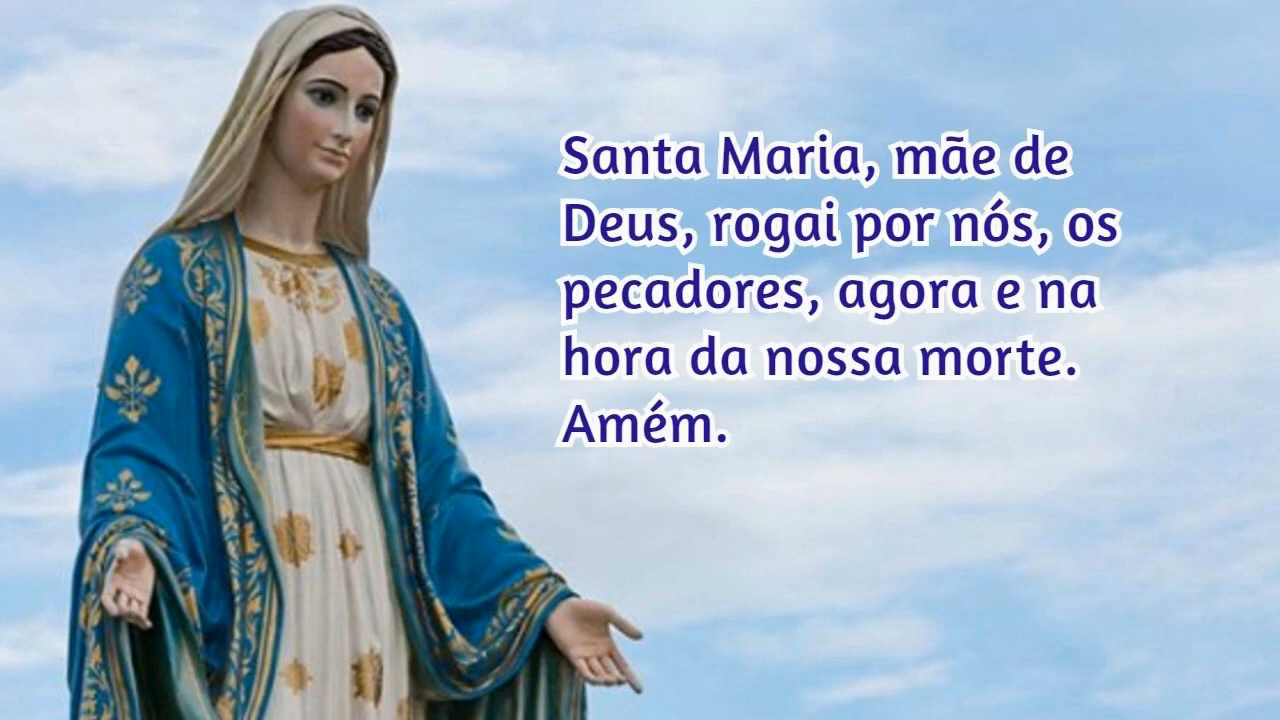 Santa Maria, mãe de
Deus, rogai por nós, os
pecadores, agora e na
hora da nossa morte.
Amém.